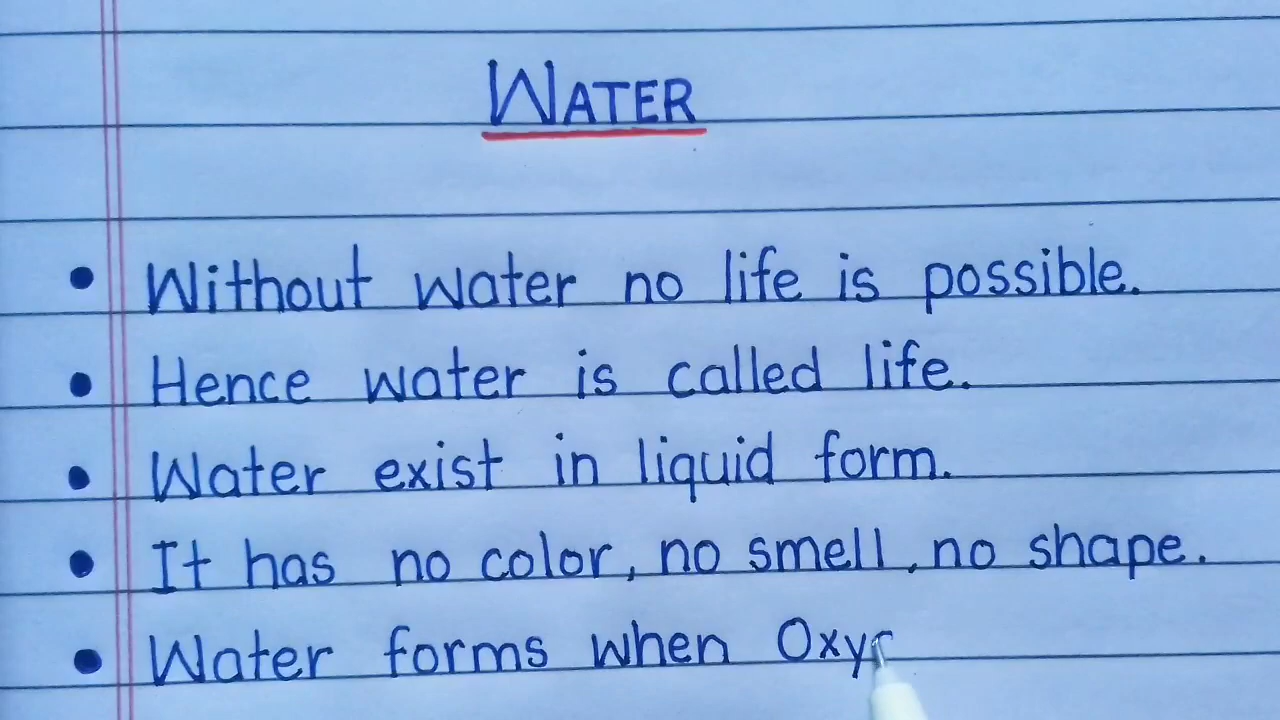 WATER
• Without water no life is possible.
• Hence water is called life.
• Water exist in liquid form.
• It has no color, no smell, no shape.
• Water forms when Oxy